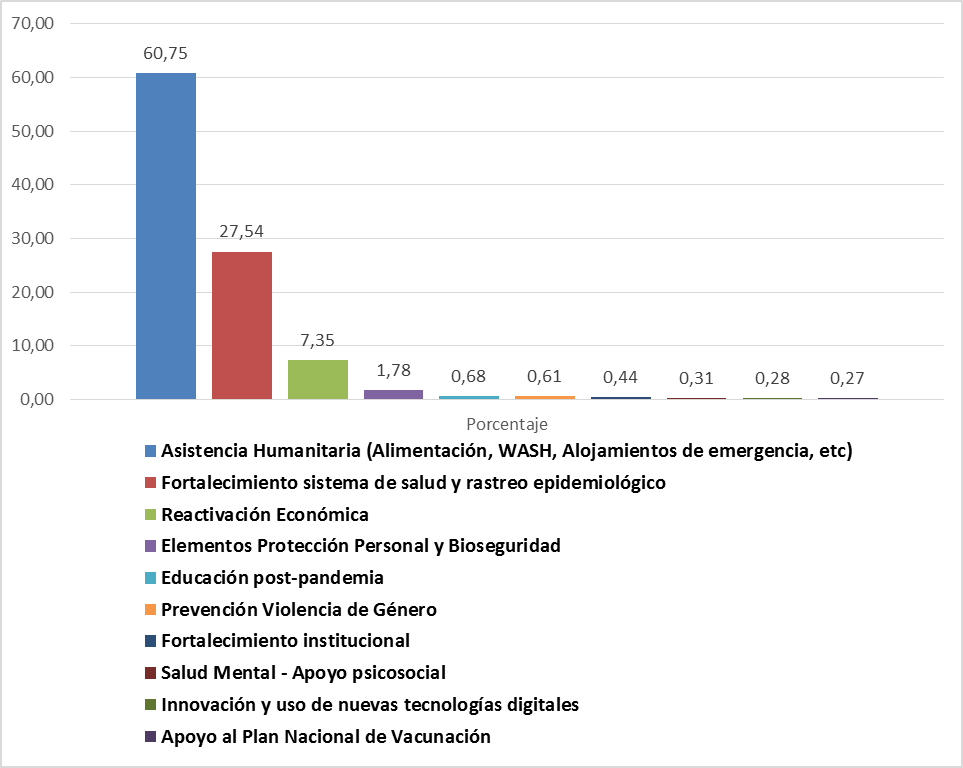 70,00
60,75
60,00
50,00
40,00
30,00
27,54
20,00
10,00
7,35
1,78
0,68
0,61
0,44
0,31
0,28
0,27
0,00
Porcentaje
Asistencia Humanitaria (Alimentación, WASH, Alojamientos de emergencia, etc)
Fortalecimiento sistema de salud y rastreo epidemiológico
Reactivación Económica
Elementos Protección Personal y Bioseguridad
Educación post-pandemia
Prevención Violencia de Género
Fortalecimiento institucional
Salud Mental - Apoyo psicosocial
Innovación y uso de nuevas tecnologías digitales
Apoyo al Plan Nacional de Vacunación